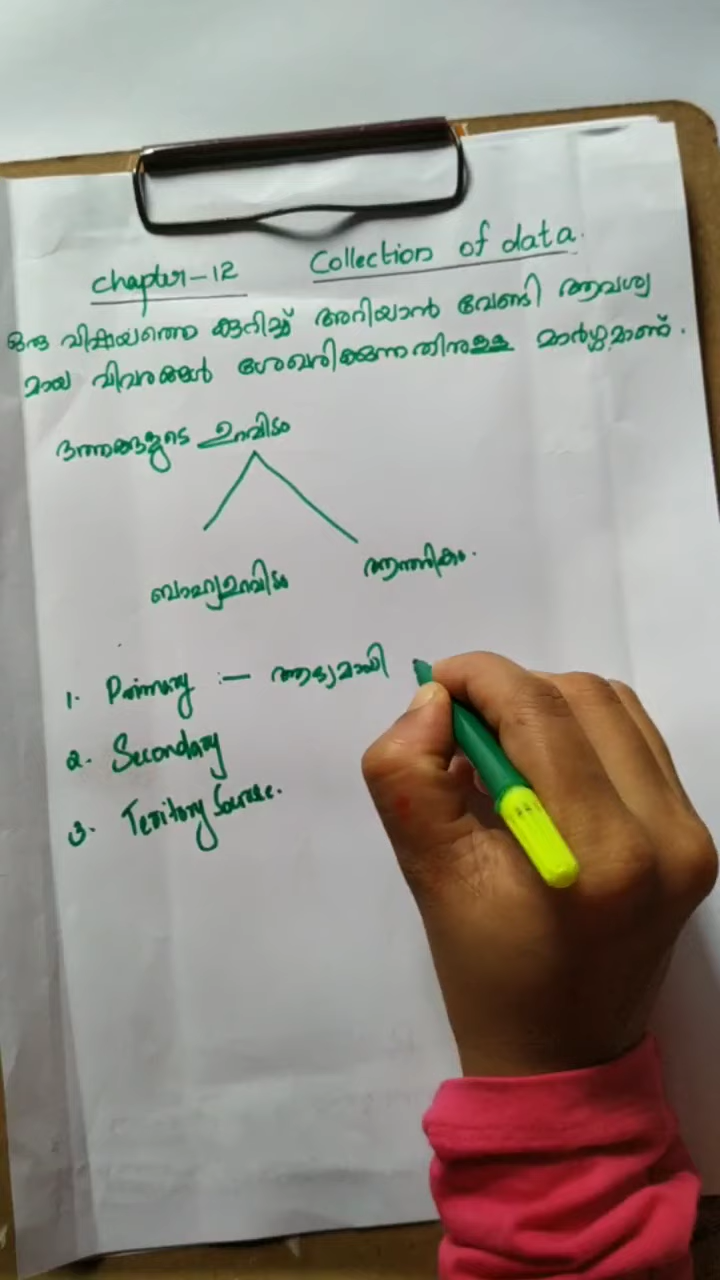 Chapter-12 Collection of data.
ഒരു വിഷയത്തെ കുറിച്ച് അറിയാൻ വേണ്ടി ആവശ്യ
മായ വിവരങ്ങൾ ശേഖരിക്കുന്നതിനുള്ള മാർഗ്ഗമാണ്.
ദത്തങ്ങളുടെ ഉറവിടം
ബാഹ്യഉറവിടം ആന്തരികം.
1. Primary :- ആദ്യമായി
2. Secondary
3. Teritory Source.